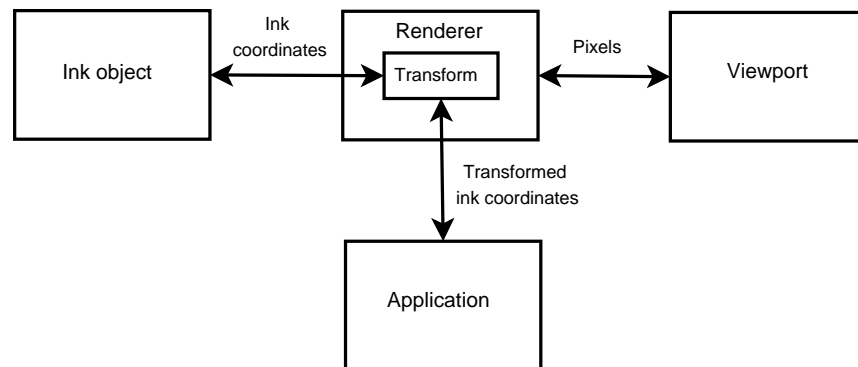 Ink
coordinates
Ink object
Renderer
Transform
Pixels
Viewport
Transformed
ink coordinates
Application